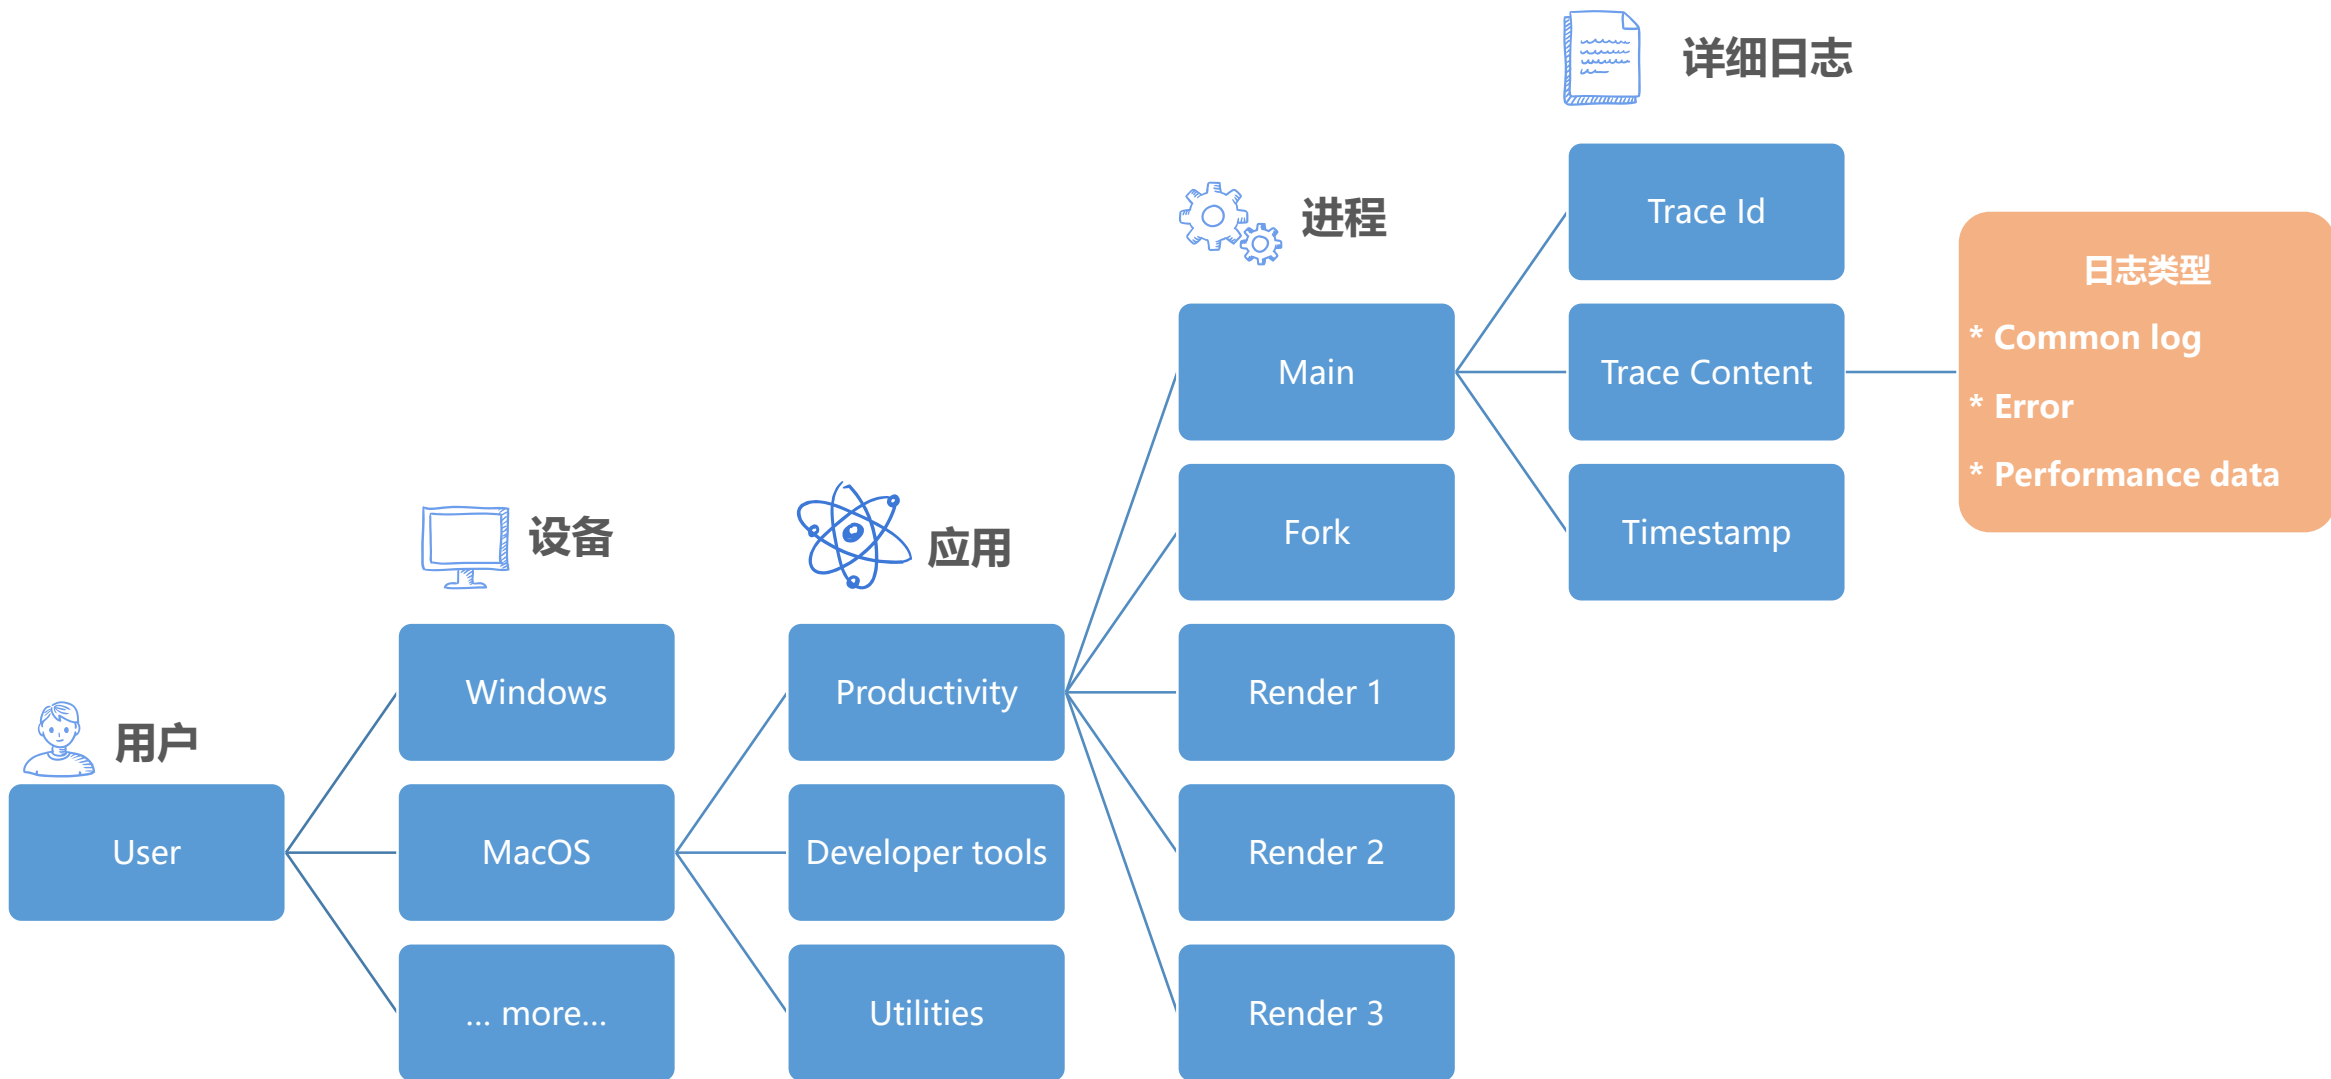 用户
User
设备
Windows
MacOS
... more...
应用
Productivity
Developer tools
Utilities
进程
Main
Fork
Render 1
Render 2
Render 3
详细日志
Trace Id
Trace Content
Timestamp
日志类型
* Common log
* Error
* Performance data